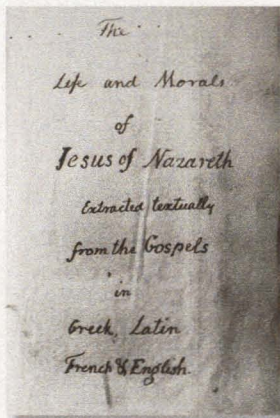 The
Life and Morals
of
Jesus of Nazareth
Extracted textually
from the Gospels
in
Greek, Latin
French & English.